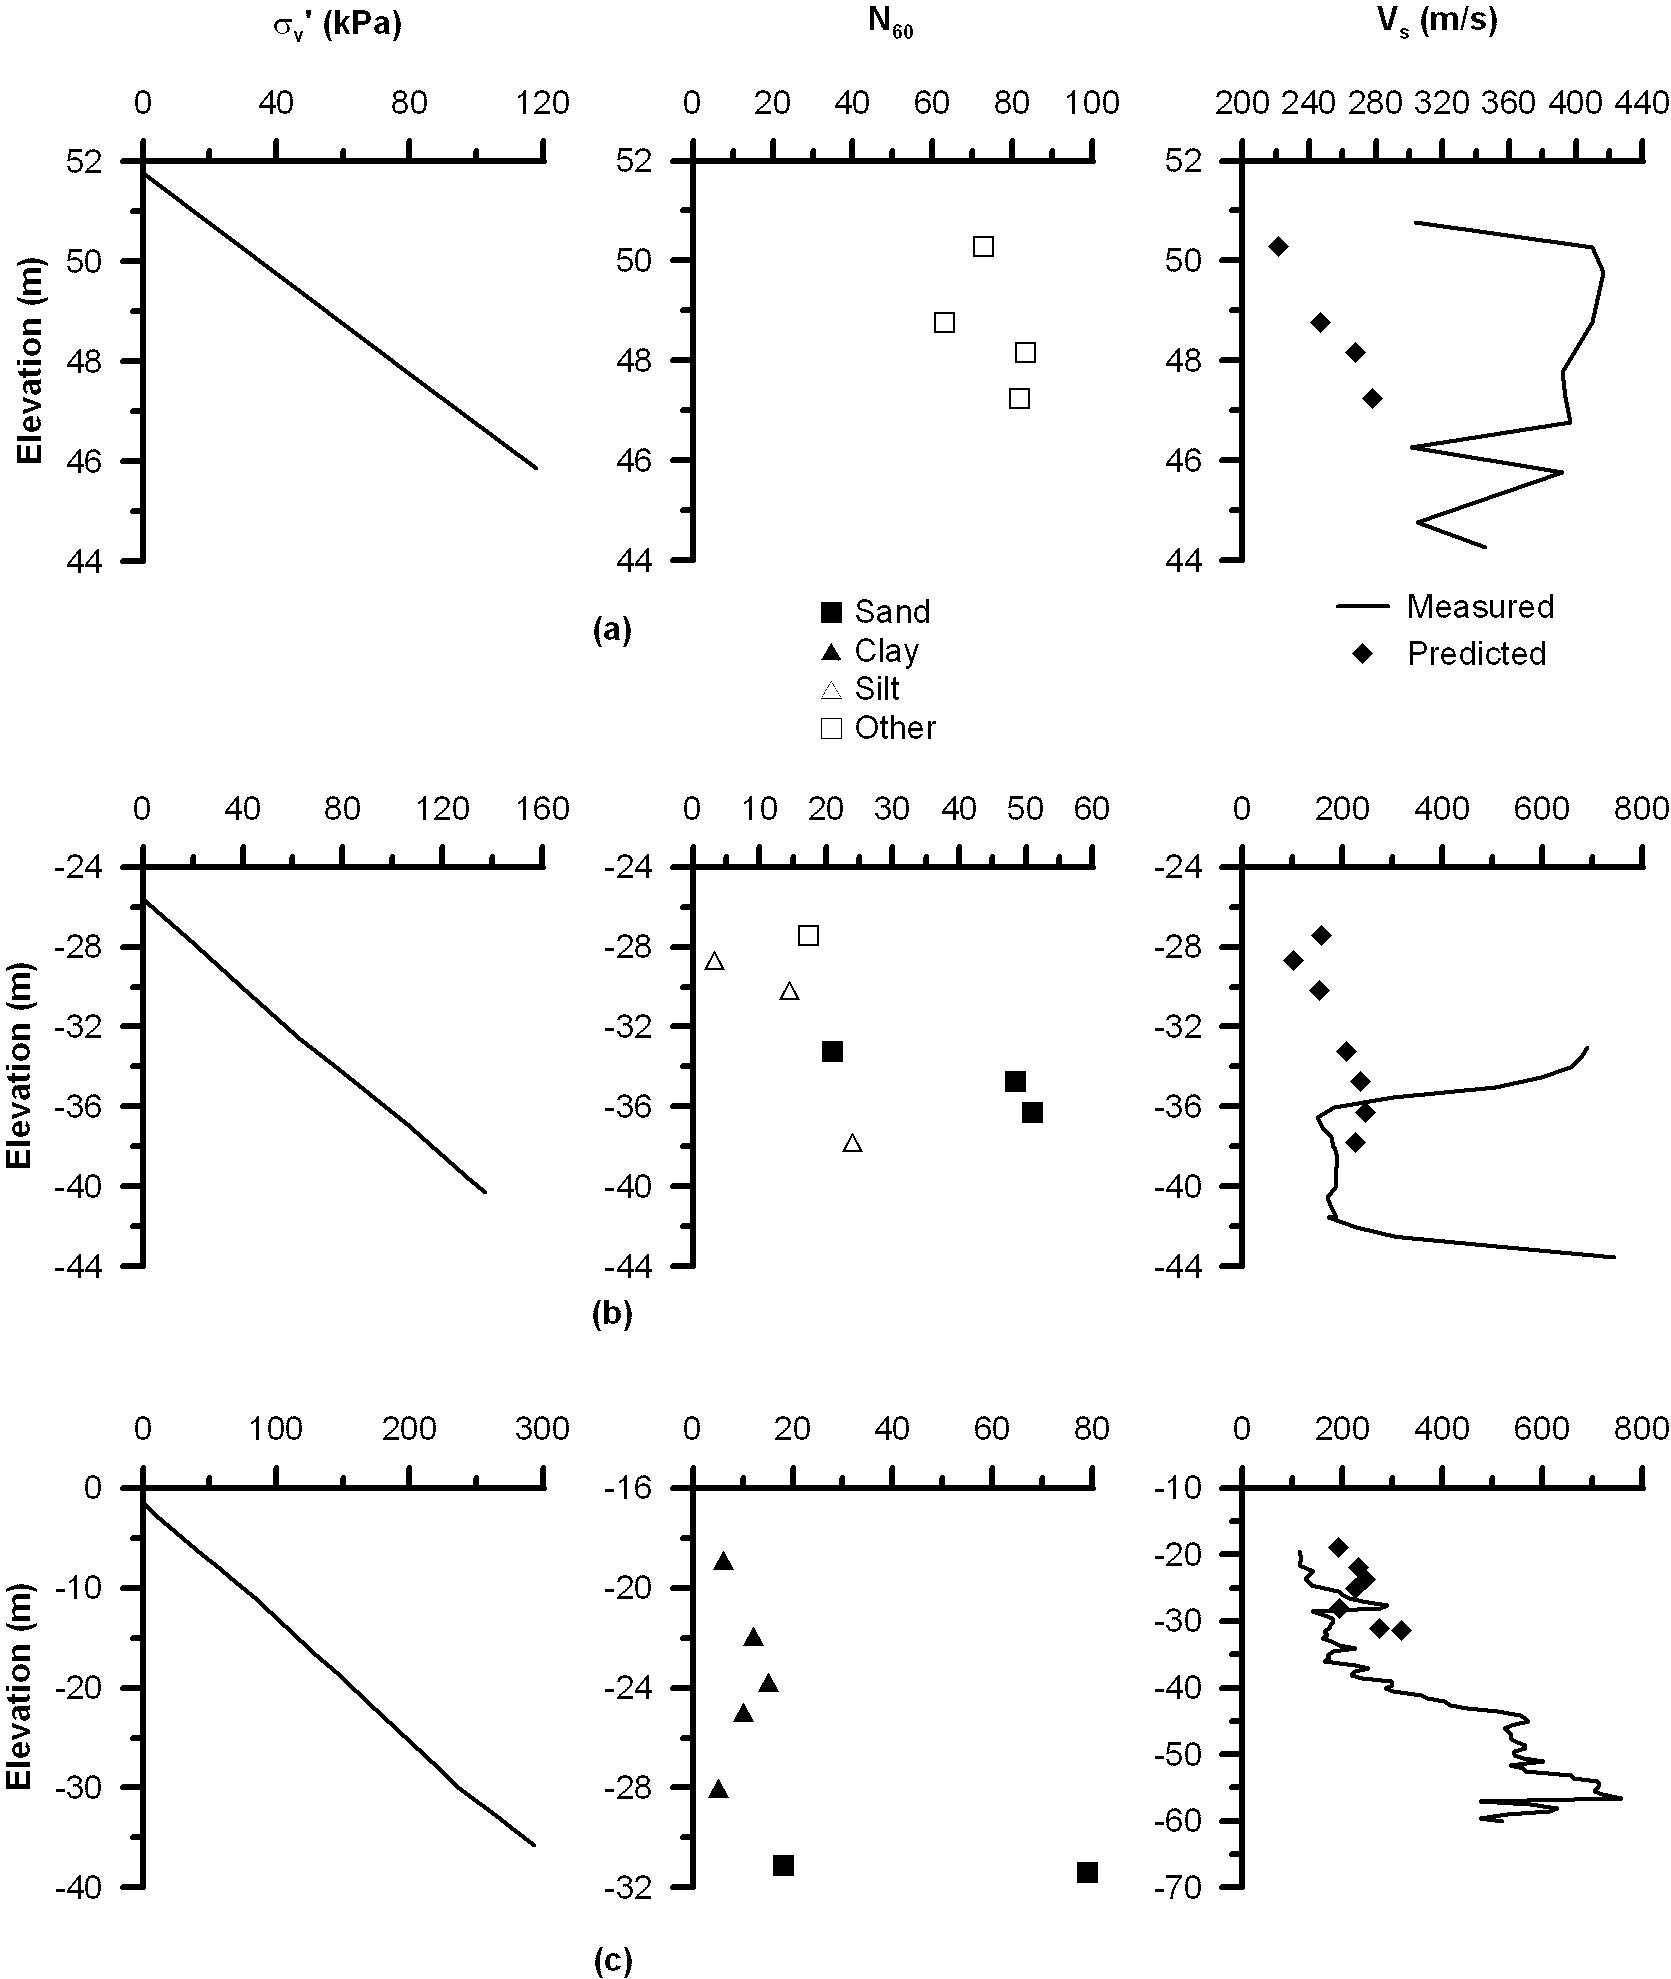 σv' (kPa) N60 Vs (m/s)
0 40 80 120 0 20 40 60 80 100 200 240 280 320 360 400 440
52 52 52
50 50 50
48 48 48
46 46 46
44 44 44
Elevation (m)
Sand
Clay
Silt
Other
Measured
Predicted
(a)
0 40 80 120 160 0 10 20 30 40 50 60 0 200 400 600 800
-24 -24 -24
-28 -28 -28
-32 -32 -32
-36 -36 -36
-40 -40 -40
-44 -44 -44
Elevation (m)
(b)
0 100 200 300 0 20 40 60 80 0 200 400 600 800
0 -16 -10
-20
-10 -20 -30
-20 -24 -40
-50
-30 -28 -60
-40 -32 -70
Elevation (m)
(c)